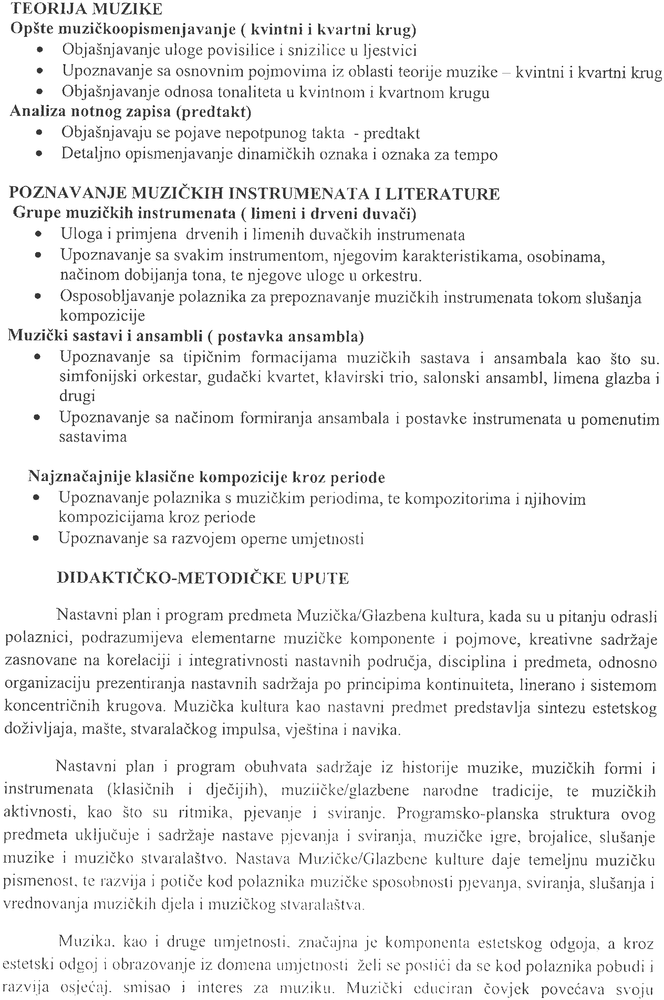 TEORIJA MUZIKE
Opšte muzičkoopismenjavanje ( kvintni i kvartni krug)
• Objašnjavanje uloge povisilice i snizilice u ljestvici
• Upoznavanje sa osnovnim pojmovima iz oblasti teorije muzike – kvintni i kvartni krug
• Objašnjavanje odnosa tonaliteta u kvintnom i kvartnom krugu
Analiza notnog zapisa (predtakt)
• Objašnjavaju se pojave nepotpunog takta - predtakt
• Detaljno opismenjavanje dinamičkih oznaka i oznaka za tempo
POZNAVANJE MUZIČKIH INSTRUMENATA I LITERATURE
Grupe muzičkih instrumenata ( limeni i drveni duvači)
• Uloga i primjena drvenih i limenih duvačkih instrumenata
• Upoznavanje sa svakim instrumentom, njegovim karakteristikama, osobinama,
načinom dobijanja tona, te njegove uloge u orkestru.
• Osposobljavanje polaznika za prepoznavanje muzičkih instrumenata tokom slušanja
kompozicije
Muzički sastavi i ansambli ( postavka ansambla)
• Upoznavanje sa tipičnim formacijama muzičkih sastava i ansambala kao što su.
simfonijski orkestar, gudački kvartet, klavirski trio, salonski ansambl, limena glazba i
drugi
• Upoznavanje sa načinom formiranja ansambala i postavke instrumenata u pomenutim
sastavima
Najznačajnije klasične kompozicije kroz periode
• Upoznavanje polaznika s muzičkim periodima, te kompozitorima i njihovim
kompozicijama kroz periode
• Upoznavanje sa razvojem operne umjetnosti
DIDAKTIČKO-METODIČKE UPUTE
Nastavni plan i program predmeta Muzička/Glazbena kultura, kada su u pitanju odrasli
polaznici, podrazumijeva elementarne muzičke komponente i pojmove, kreativne sadržaje
zasnovane na korelaciji i integrativnosti nastavnih područja, disciplina i predmeta, odnosno
organizaciju prezentiranja nastavnih sadržaja po principima kontinuiteta, linerano i sistemom
koncentričnih krugova. Muzička kultura kao nastavni predmet predstavlja sintezu estetskog
doživljaja, mašte, stvaralačkog impulsa, vještina i navika.
Nastavni plan i program obuhvata sadržaje iz historije muzike, muzičkih formi i
instrumenata (klasičnih i dječijih), muziičke/glazbene narodne tradicije, te muzičkih
aktivnosti, kao što su ritmika, pjevanje i sviranje. Programsko-planska struktura ovog
predmeta uključuje i sadržaje nastave pjevanja i sviranja, muzičke igre, brojalice, slušanje
muzike i muzičko stvaralaštvo. Nastava Muzičke/Glazbene kulture daje temeljnu muzičku
pismenost, te razvija i potiče kod polaznika muzičke sposobnosti pjevanja, sviranja, slušanja i
vrednovanja muzičkih djela i muzičkog stvaralaštva.
Muzika, kao i druge umjetnosti, značajna je komponenta estetskog odgoja, a kroz
estetski odgoj i obrazovanje iz domena umjetnosti želi se postići da se kod polaznika pobudi i
razvija osjećaj, smisao i interes za muziku. Muzički educiran čovjek povećava svoju